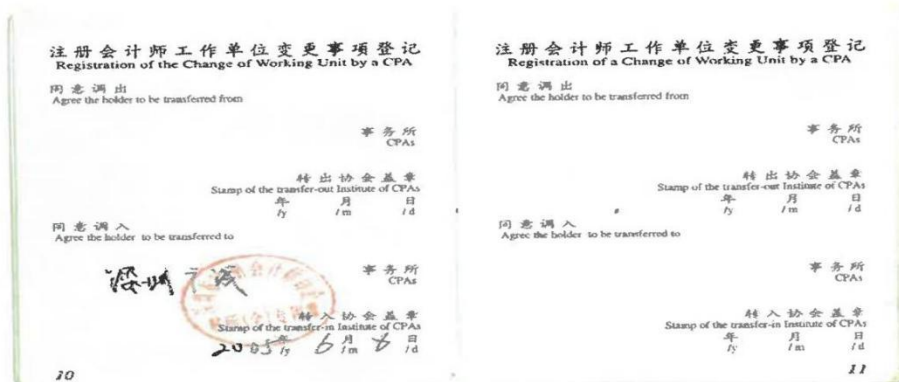 注册会计师工作单位变更事项登记
Registration of the Change of Working Unit by a CPA
同意调出
Agree the holder to be transferred from
事务所
CPAs
转出协会盖章
Stamp of the transfer-out Institute of CPAs
年 月 日
/y /m /d
同意调入
Agree the holder to be transferred to
深圳 诚 事务所
CPAs
转入协会盖章
Stamp of the transfer-in Institute of CPAs
2005年 6月 日
/y /m /d
10
注册会计师工作单位变更事项登记
Registration of a Change of Working Unit by a CPA
同意调出
Agree the holder to be transferred from
事务所
CPAs
转出协会盖章
Stamp of the transfer-out Institute of CPAs
年 月 日
/y /m /d
同意调入
Agree the holder to be transferred to
事务所
CPAs
转入协会盖章
Stamp of the transfer-in Institute of CPAs
年 月 日
/y /m /d
11